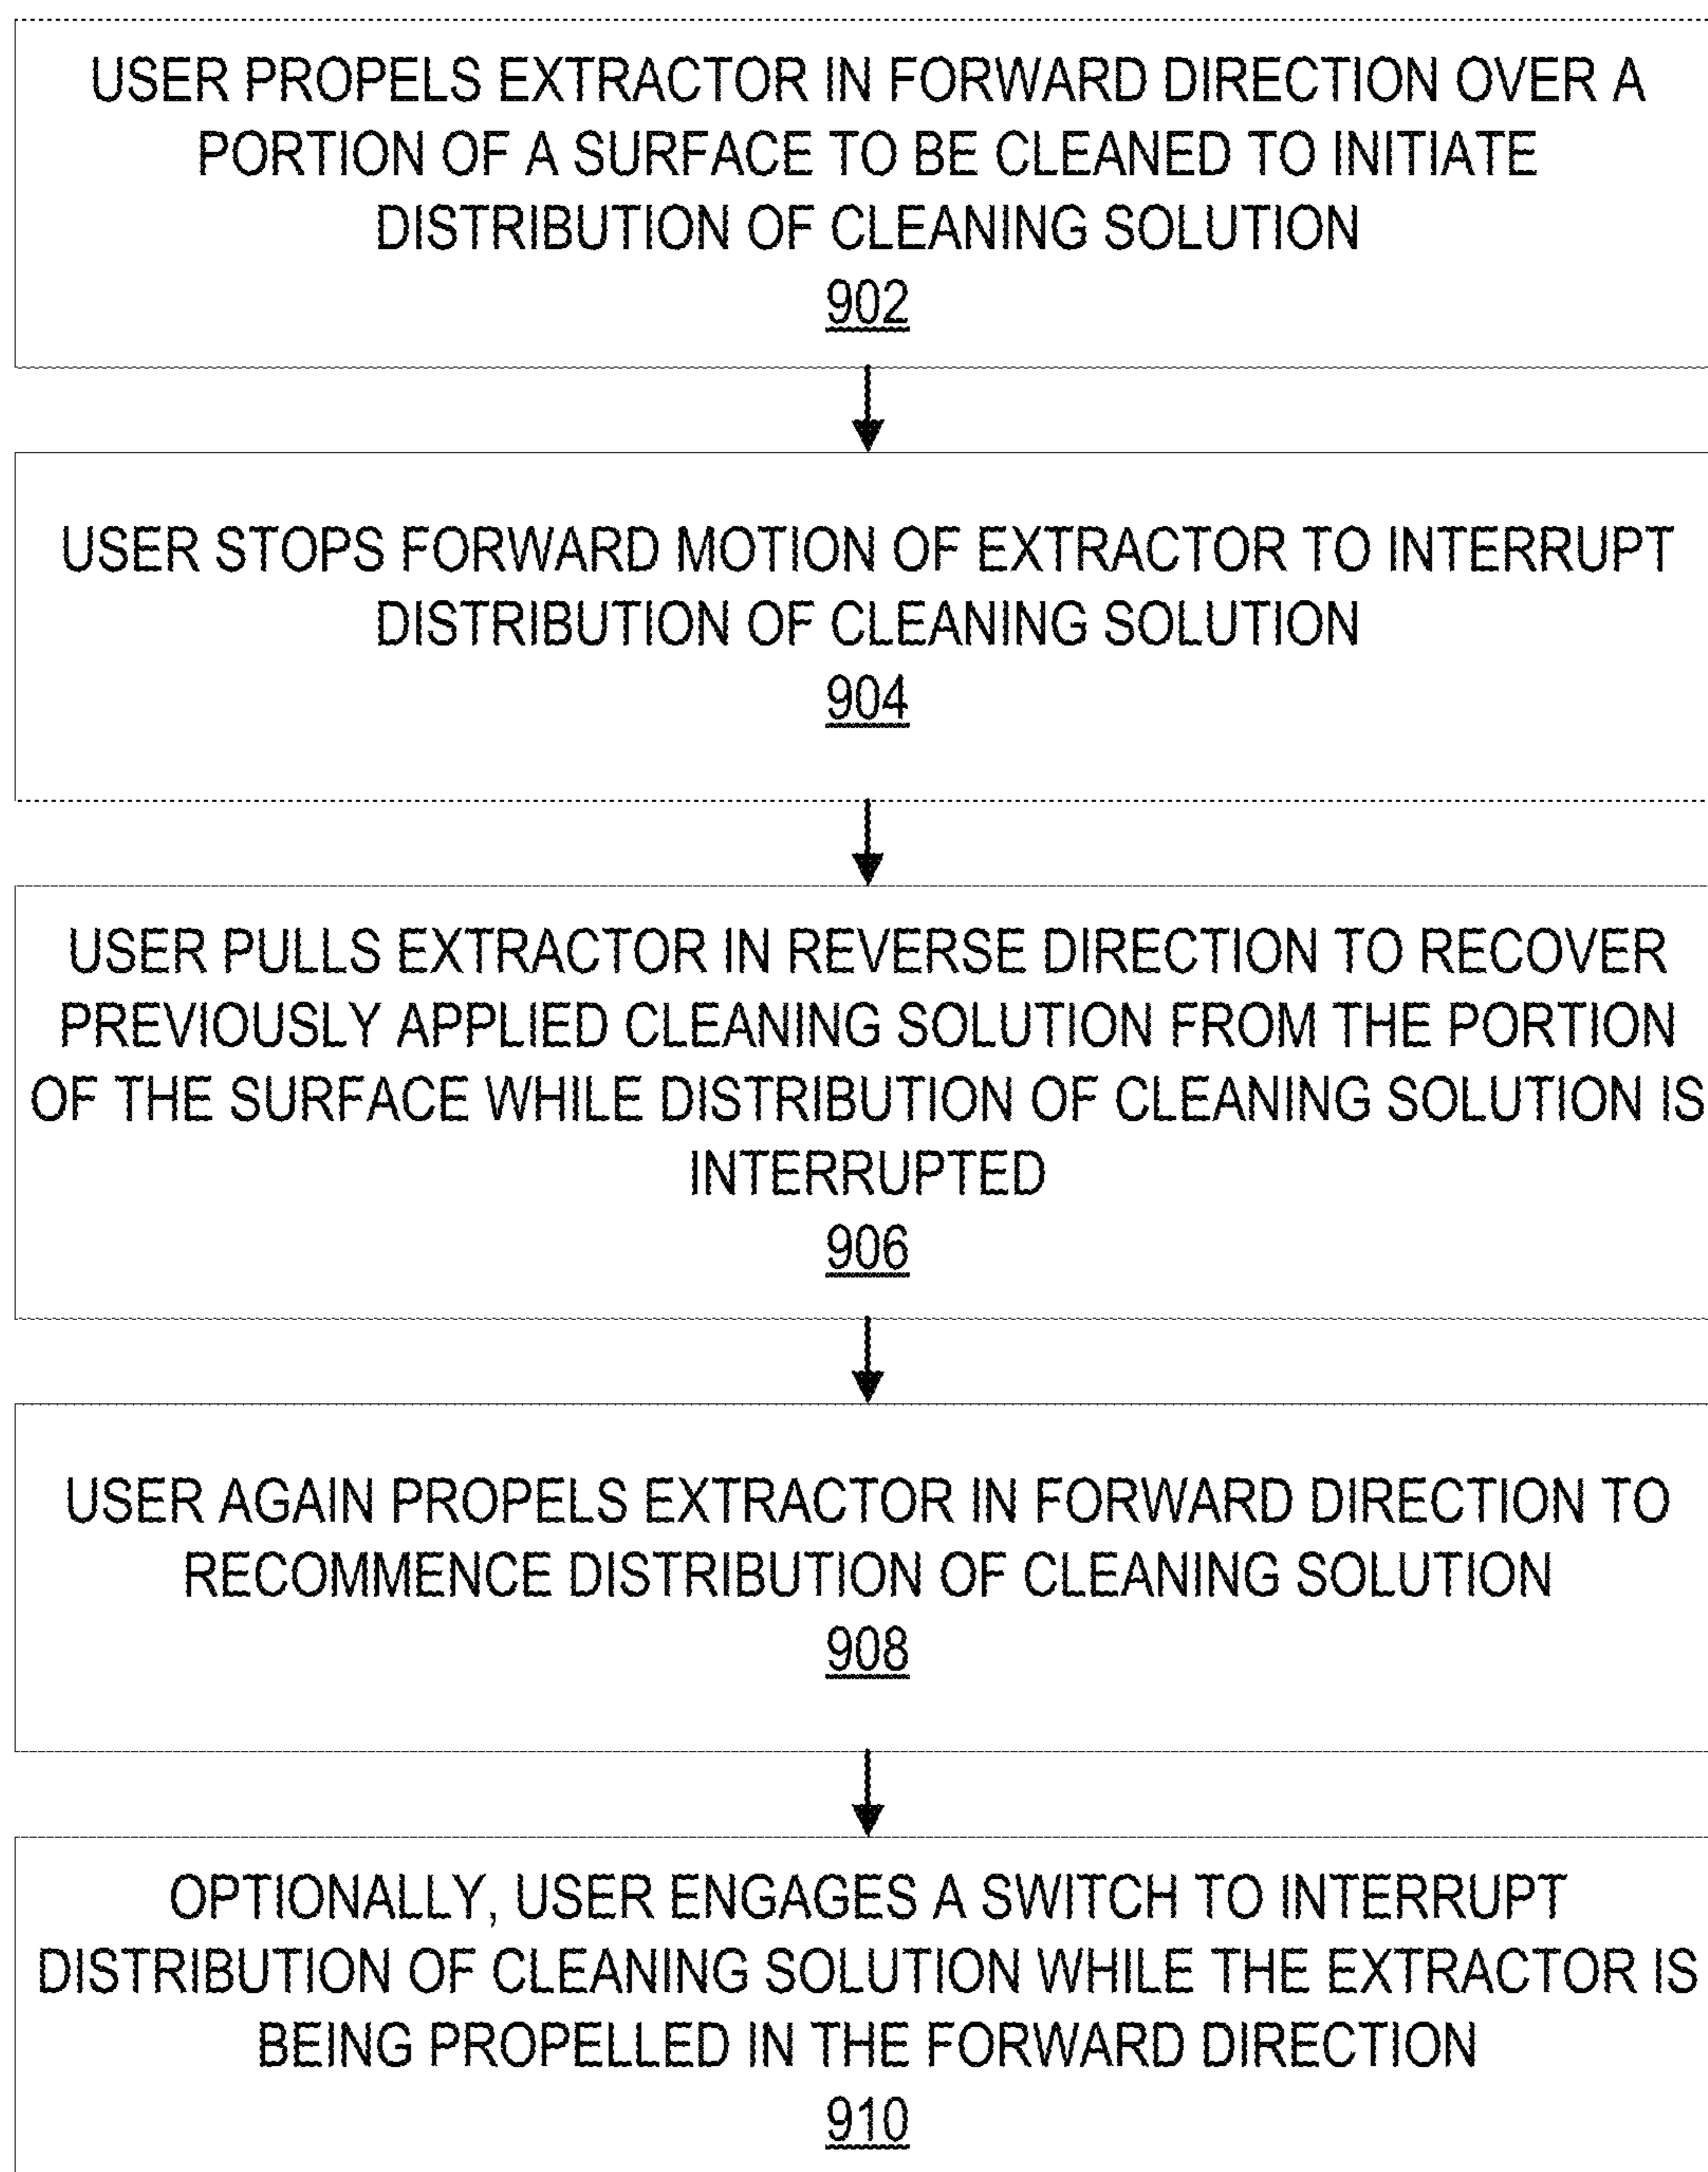 USER PROPELS EXTRACTOR IN FORWARD DIRECTION OVER A
PORTION OF A SURFACE TO BE CLEANED TO INITIATE
DISTRIBUTION OF CLEANING SOLUTION
902
USER STOPS FORWARD MOTION OF EXTRACTOR TO INTERRUPT
DISTRIBUTION OF CLEANING SOLUTION
904
USER PULLS EXTRACTOR IN REVERSE DIRECTION TO RECOVER
PREVIOUSLY APPLIED CLEANING SOLUTION FROM THE PORTION
OF THE SURFACE WHILE DISTRIBUTION OF CLEANING SOLUTION IS
INTERRUPTED
906
USER AGAIN PROPELS EXTRACTOR IN FORWARD DIRECTION TO
RECOMMENCE DISTRIBUTION OF CLEANING SOLUTION
908
OPTIONALLY, USER ENGAGES A SWITCH TO INTERRUPT
DISTRIBUTION OF CLEANING SOLUTION WHILE THE EXTRACTOR IS
BEING PROPELLED IN THE FORWARD DIRECTION
910